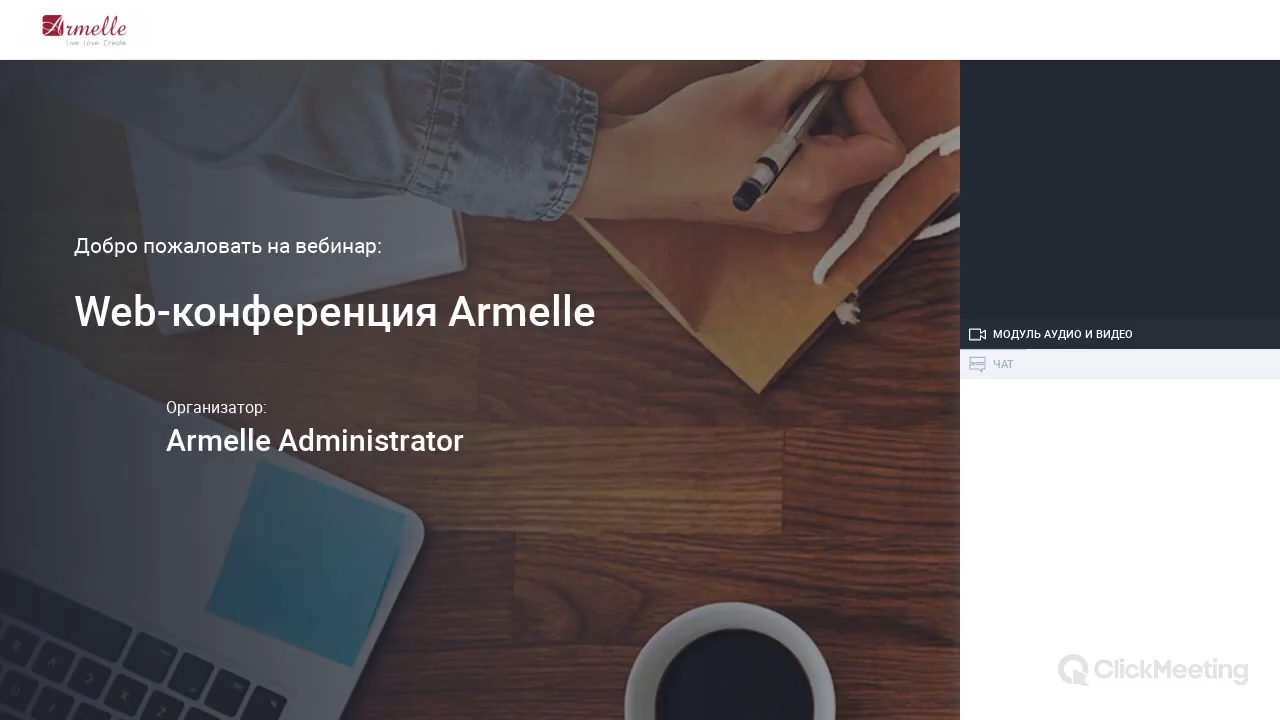 Armelle
Live Love Create
Добро пожаловать на вебинар:
Web-конференция Armelle
Организатор:
Armelle Administrator
МОДУЛЬ АУДИО И ВИДЕО
ЧАТ
ClickMeeting